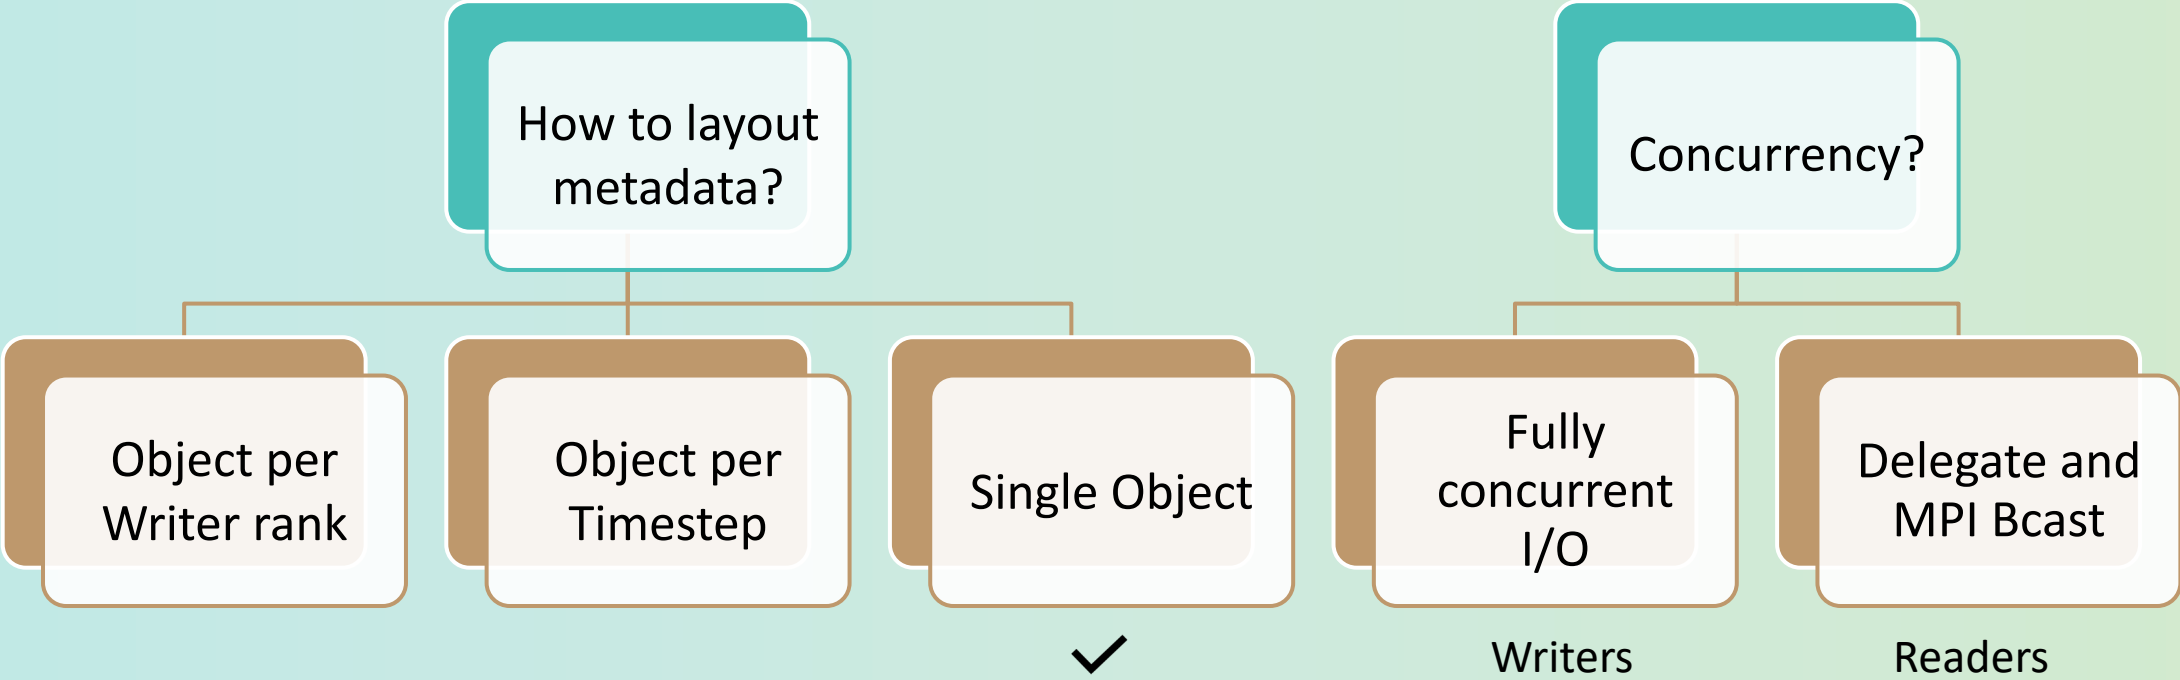 How to layout
metadata?
Concurrency?
Object per
Writer rank
Object per
Timestep
Single Object
Fully
concurrent
I/O
Delegate and
MPI Bcast
Writers
Readers